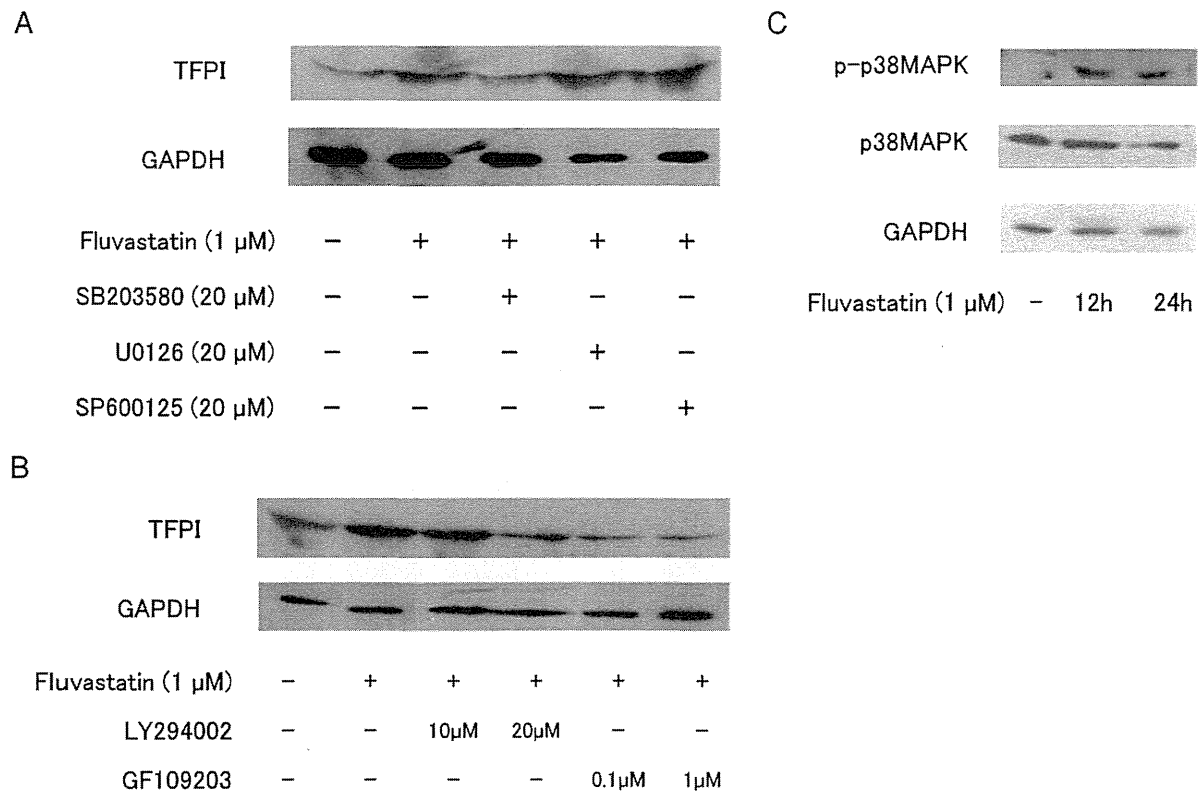 A
TFPI
GAPDH
Fluvastatin (1 μM) − + + + +
SB203580 (20 μM) − − + − −
U0126 (20 μM) − − − + −
SP600125 (20 μM) − − − − +
B
TFPI
GAPDH
Fluvastatin (1 μM) − + + + + +
LY294002 − − 10μM 20μM − −
GF109203 − − − − 0.1μM 1μM
C
p-p38MAPK
p38MAPK
GAPDH
Fluvastatin (1 μM) − 12h 24h